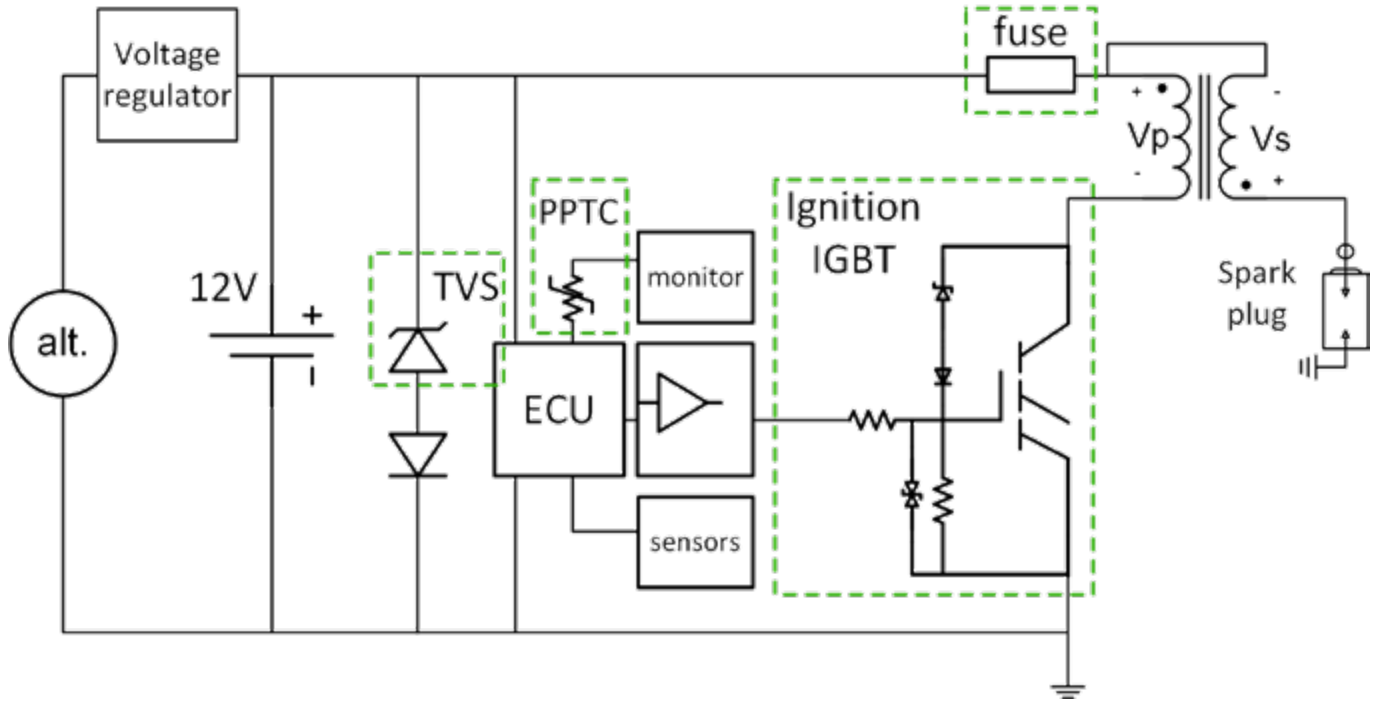 Voltage
regulator
fuse
+
-
Vp
-
Vs
+
PPTC
Ignition
IGBT
monitor
12V
+
-
TVS
alt.
ECU
sensors
Spark
plug